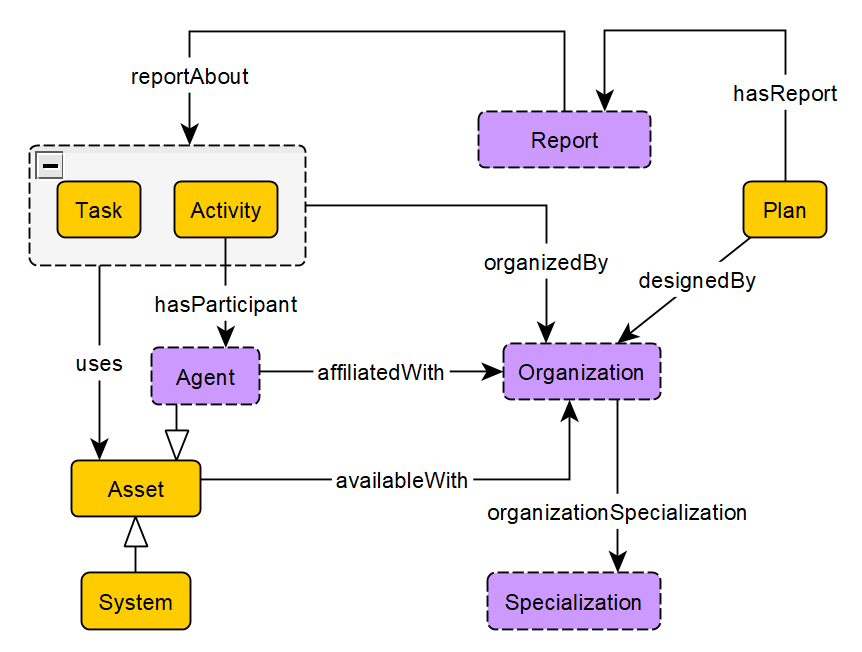 reportAbout
hasReport
Report
Task
Activity
Plan
organizedBy
designedBy
hasParticipant
uses
Agent
affiliatedWith
Organization
Asset
availableWith
organizationSpecialization
System
Specialization